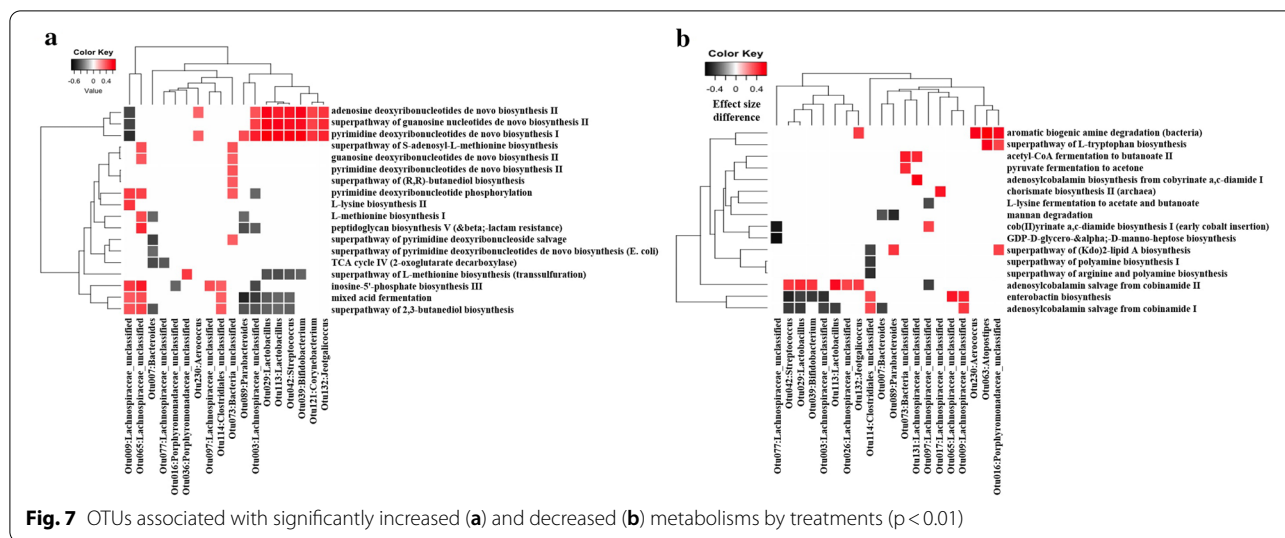 a
Color Key
-0.6 0 0.4
Value
adenosine deoxyribonucleotides de novo biosynthesis II
superpathway of guanosine nucleotides de novo biosynthesis II
pyrimidine deoxyribonucleotides de novo biosynthesis I
superpathway of S-adenosyl-L-methionine biosynthesis
guanosine deoxyribonucleotides de novo biosynthesis II
pyrimidine deoxyribonucleotides de novo biosynthesis II
superpathway of (R,R)-butanediol biosynthesis
pyrimidine deoxyribonucleotide phosphorylation
L-lysine biosynthesis II
L-methionine biosynthesis I
peptidoglycan biosynthesis V (&beta;-lactam resistance)
superpathway of pyrimidine deoxyribonucleoside salvage
superpathway of pyrimidine deoxyribonucleotides de novo biosynthesis (E. coli)
TCA cycle IV (2-oxoglutarate decarboxylase)
superpathway of L-methionine biosynthesis (transsulfuration)
inosine-5'-phosphate biosynthesis III
mixed acid fermentation
superpathway of 2,3-butanediol biosynthesis
Otu009:Lachnospiraceae_unclassified
Otu065:Lachnospiraceae_unclassified
Otu007:Bacteroides
Otu077:Lachnospiraceae_unclassified
Otu016:Porphyromonadaceae_unclassified
Otu036:Porphyromonadaceae_unclassified
Otu230:Aerococcus
Otu097:Lachnospiraceae_unclassified
Otu114:Clostridiales_unclassified
Otu073:Bacteria_unclassified
Otu089:Parabacteroides
Otu003:Lachnospiraceae_unclassified
Otu029:Lactobacillus
Otu113:Lactobacillus
Otu042:Streptococcus
Otu039:Bifidobacterium
Otu121:Corynebacterium
Otu132:Jeotgalicoccus
b
Color Key
-0.4 0 0.4
Effect size
difference
aromatic biogenic amine degradation (bacteria)
superpathway of L-tryptophan biosynthesis
acetyl-CoA fermentation to butanoate II
pyruvate fermentation to acetone
adenosylcobalamin biosynthesis from cobyrinate a,c-diamide I
chorismate biosynthesis II (archaea)
L-lysine fermentation to acetate and butanoate
mannan degradation
cob(II)yrinate a,c-diamide biosynthesis I (early cobalt insertion)
GDP-D-glycero-&alpha;-D-manno-heptose biosynthesis
superpathway of (Kdo)2-lipid A biosynthesis
superpathway of polyamine biosynthesis I
superpathway of arginine and polyamine biosynthesis
adenosylcobalamin salvage from cobinamide II
enterobactin biosynthesis
adenosylcobalamin salvage from cobinamide I
Otu077:Lachnospiraceae_unclassified
Otu042:Streptococcus
Otu029:Lactobacillus
Otu039:Bifidobacterium
Otu003:Lachnospiraceae_unclassified
Otu113:Lactobacillus
Otu026:Lachnospiraceae_unclassified
Otu132:Jeotgalicoccus
Otu114:Clostridiales_unclassified
Otu007:Bacteroides
Otu089:Parabacteroides
Otu073:Bacteria_unclassified
Otu131:Lachnospiraceae_unclassified
Otu097:Lachnospiraceae_unclassified
Otu017:Lachnospiraceae_unclassified
Otu065:Lachnospiraceae_unclassified
Otu009:Lachnospiraceae_unclassified
Otu230:Aerococcus
Otu063:Atopostipes
Otu016:Porphyromonadaceae_unclassified
Fig. 7 OTUs associated with significantly increased (a) and decreased (b) metabolisms by treatments (p < 0.01)